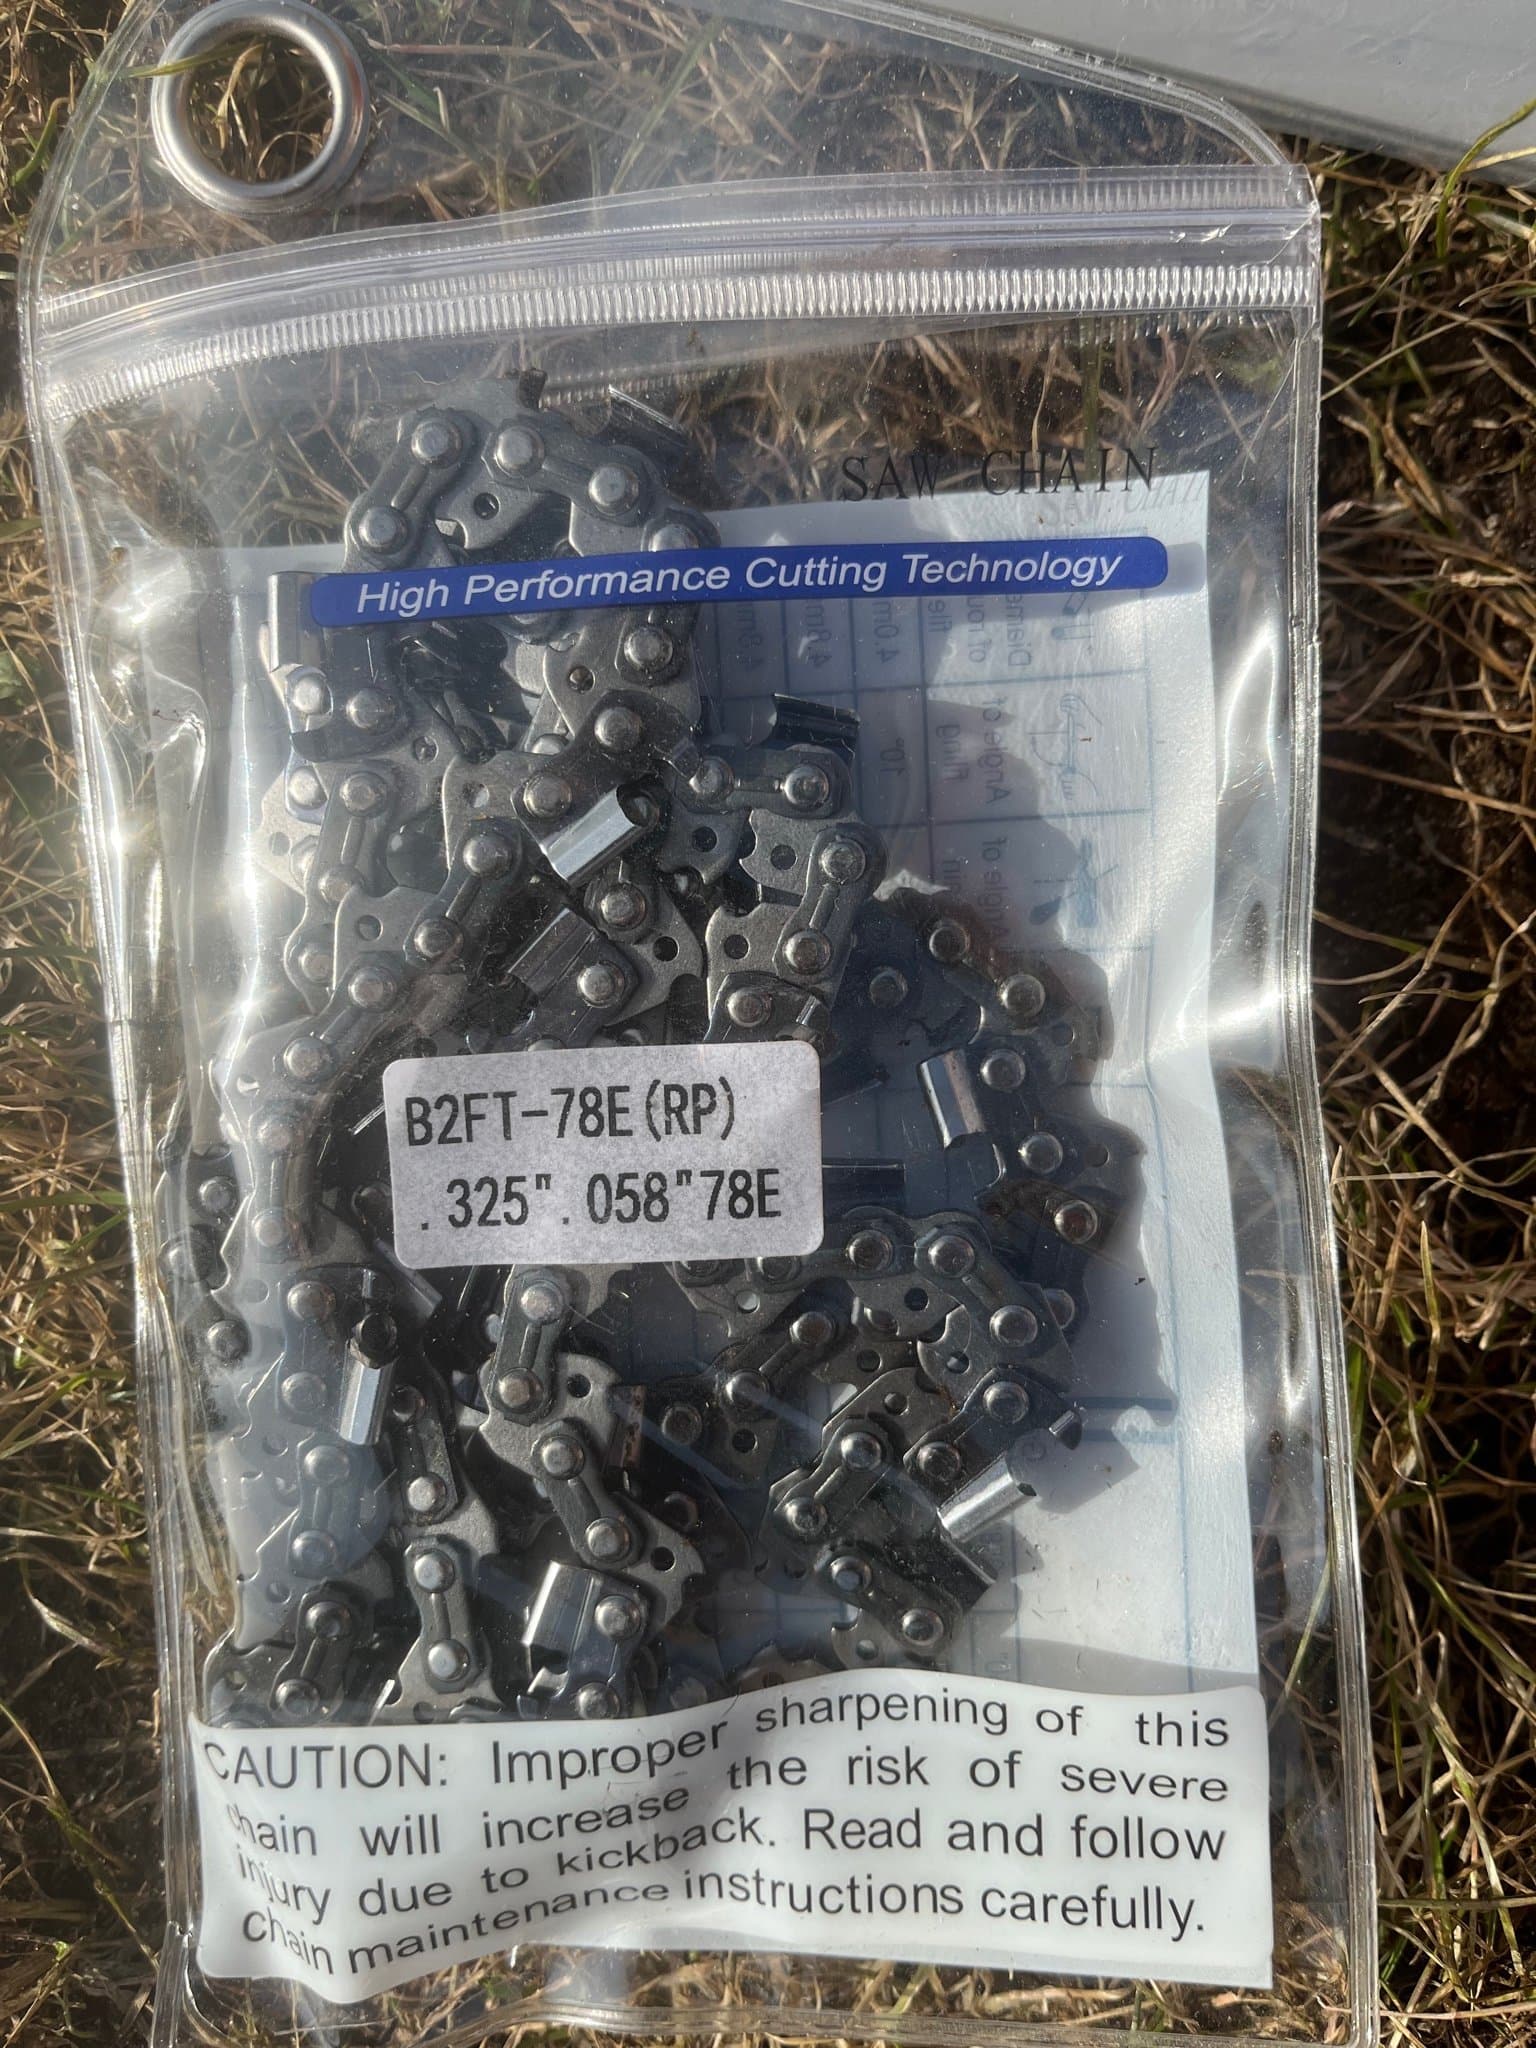 SAW CHAIN
High Performance Cutting Technology
B2FT-78E(RP)
.325".058"78E
CAUTION: Improper sharpening of this
chain will increase the risk of severe
injury due to kickback. Read and follow
chain maintenance instructions carefully.